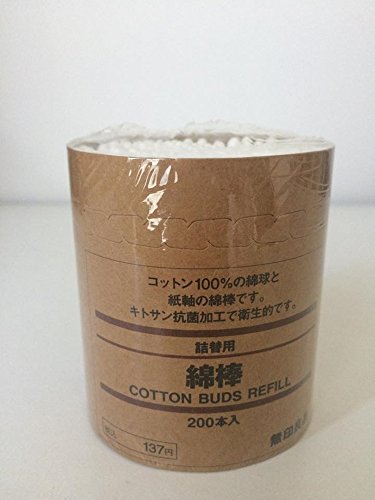 コットン100%の綿球と
紙軸の綿棒です。
キトサン抗菌加工で衛生的です。
詰替用
綿棒
COTTON BUDS REFILL
200本入
税込 137円
無印良